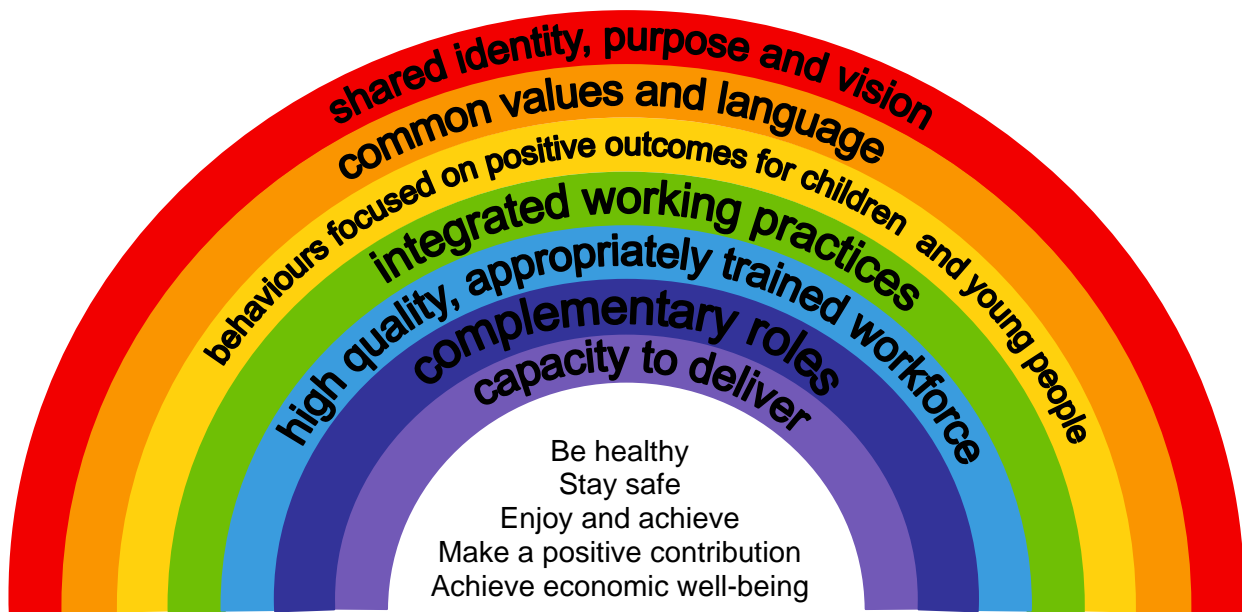 shared identity, purpose and vision
common values and language
behaviours focused on positive outcomes for children and young people
integrated working practices
high quality, appropriately trained workforce
complementary roles
capacity to deliver
Be healthy
Stay safe
Enjoy and achieve
Make a positive contribution
Achieve economic well-being